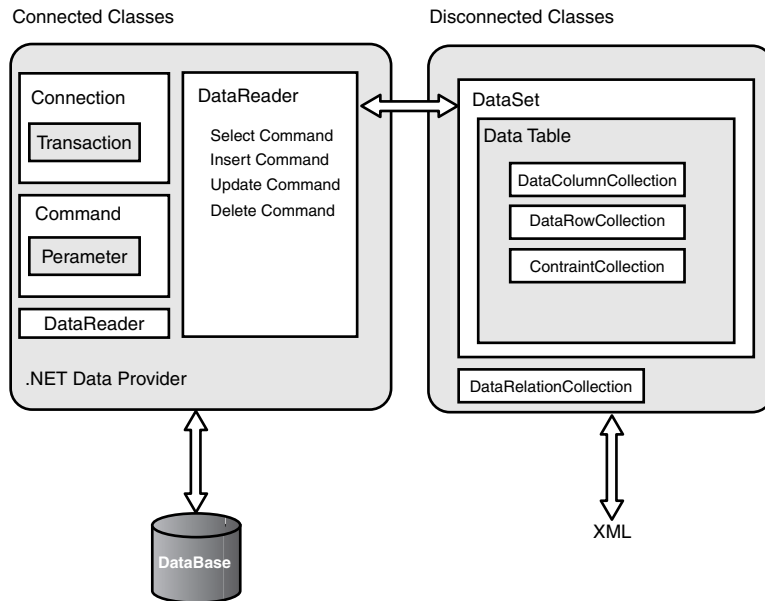 Connected Classes
Connection
Transaction
Command
Perameter
DataReader
DataReader
Select Command
Insert Command
Update Command
Delete Command
.NET Data Provider
DataBase
Disconnected Classes
DataSet
Data Table
DataColumnCollection
DataRowCollection
ContraintCollection
DataRelationCollection
XML